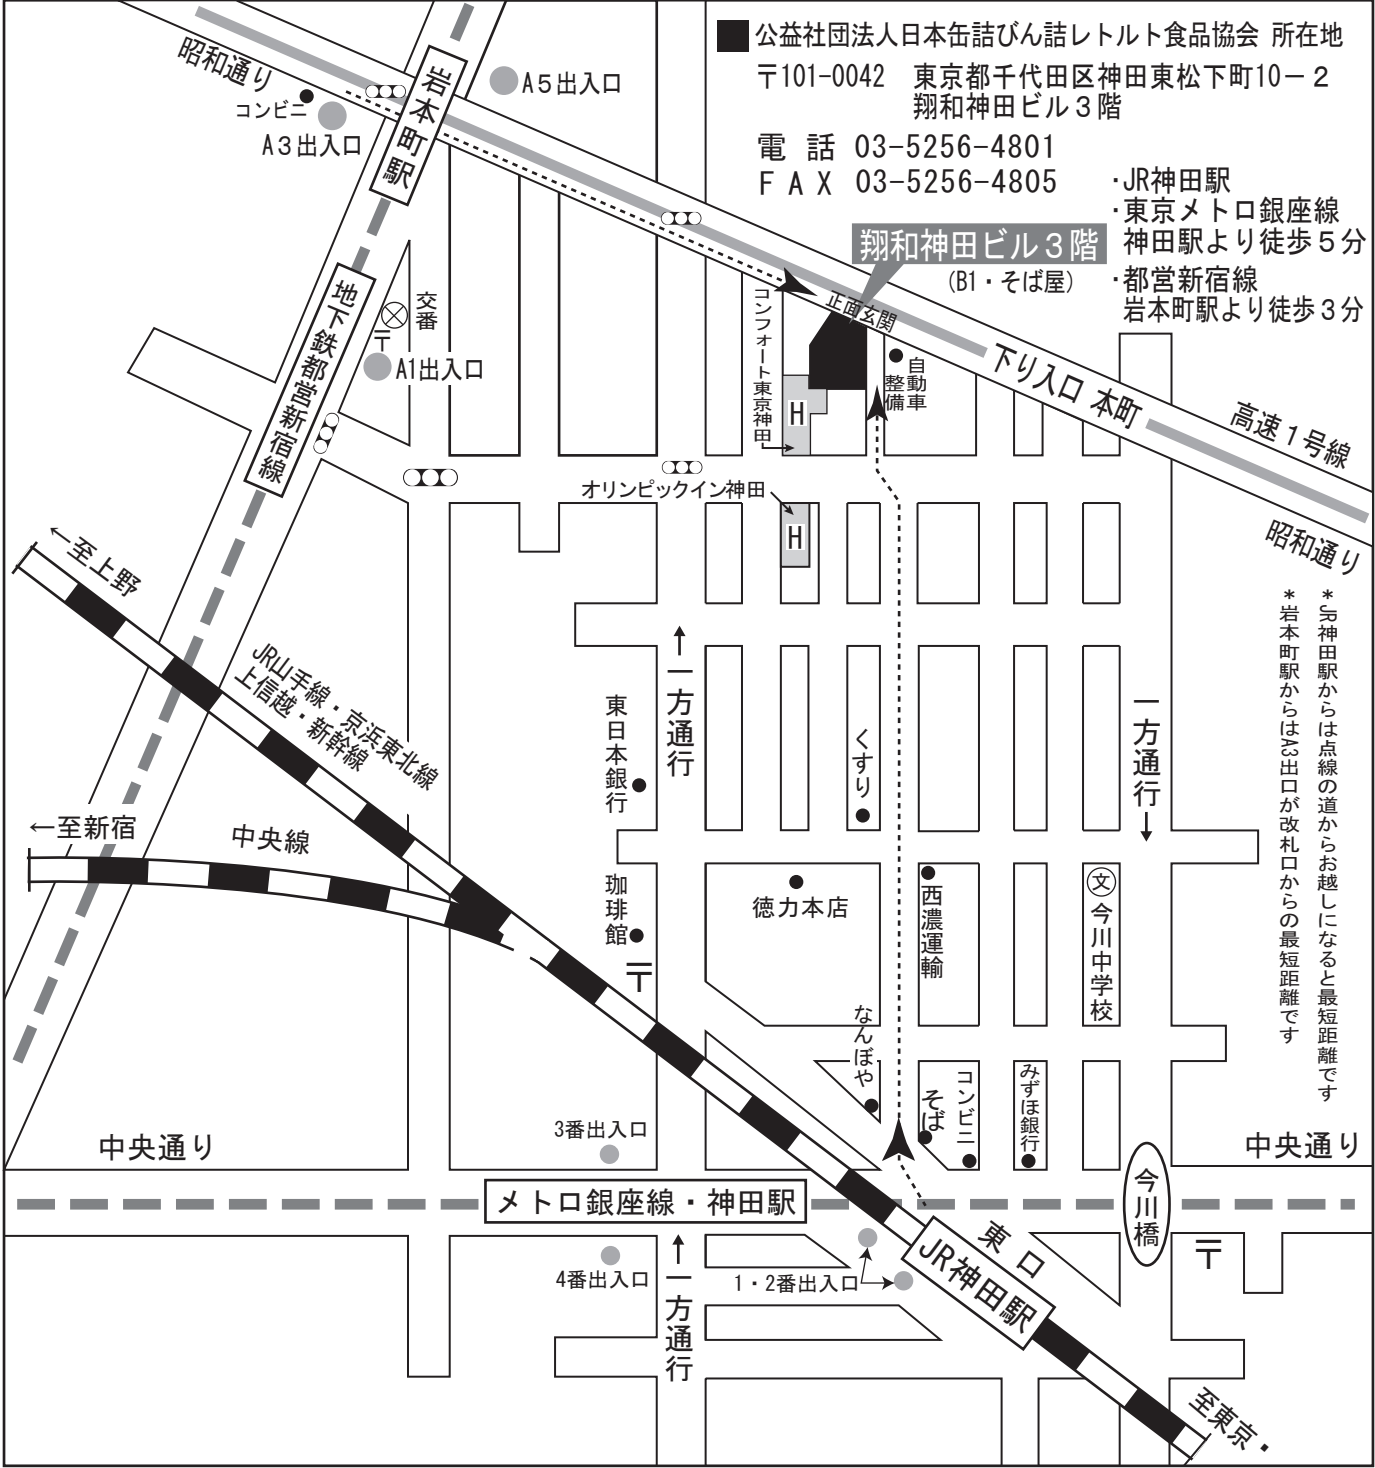 公益社団法人日本缶詰びん詰レトルト食品協会 所在地
〒101-0042 東京都千代田区神田東松下町10－2
翔和神田ビル３階
電 話 03-5256-4801
ＦＡＸ 03-5256-4805
・JR神田駅
・東京メトロ銀座線
神田駅より徒歩５分
・都営新宿線
岩本町駅より徒歩３分
翔和神田ビル３階
(B1・そば屋)
正面玄関
昭和通り
コンビニ
A３出入口
岩本町駅
A５出入口
地下鉄都営新宿線
交番
〒
A1出入口
コンフォート東京神田
H
自動車
整備
下り入口 本町
高速１号線
昭和通り
オリンピックイン神田
H
←至上野
JR山手線・京浜東北線
上信越・新幹線
←至新宿
中央線
東日本銀行
→一方通行
くすり
一方通行→
珈琲館
〒
徳力本店
西濃運輸
文
今川中学校
＊JR神田駅からは点線の道からお越しになると最短距離です
＊岩本町駅からはA3出口が改札口からの最短距離です
なんぼや
そば
コンビニ
みずほ銀行
中央通り
3番出入口
中央通り
メトロ銀座線・神田駅
今川橋
〒
4番出入口
→一方通行
1・2番出入口
東口
JR神田駅
至東京・